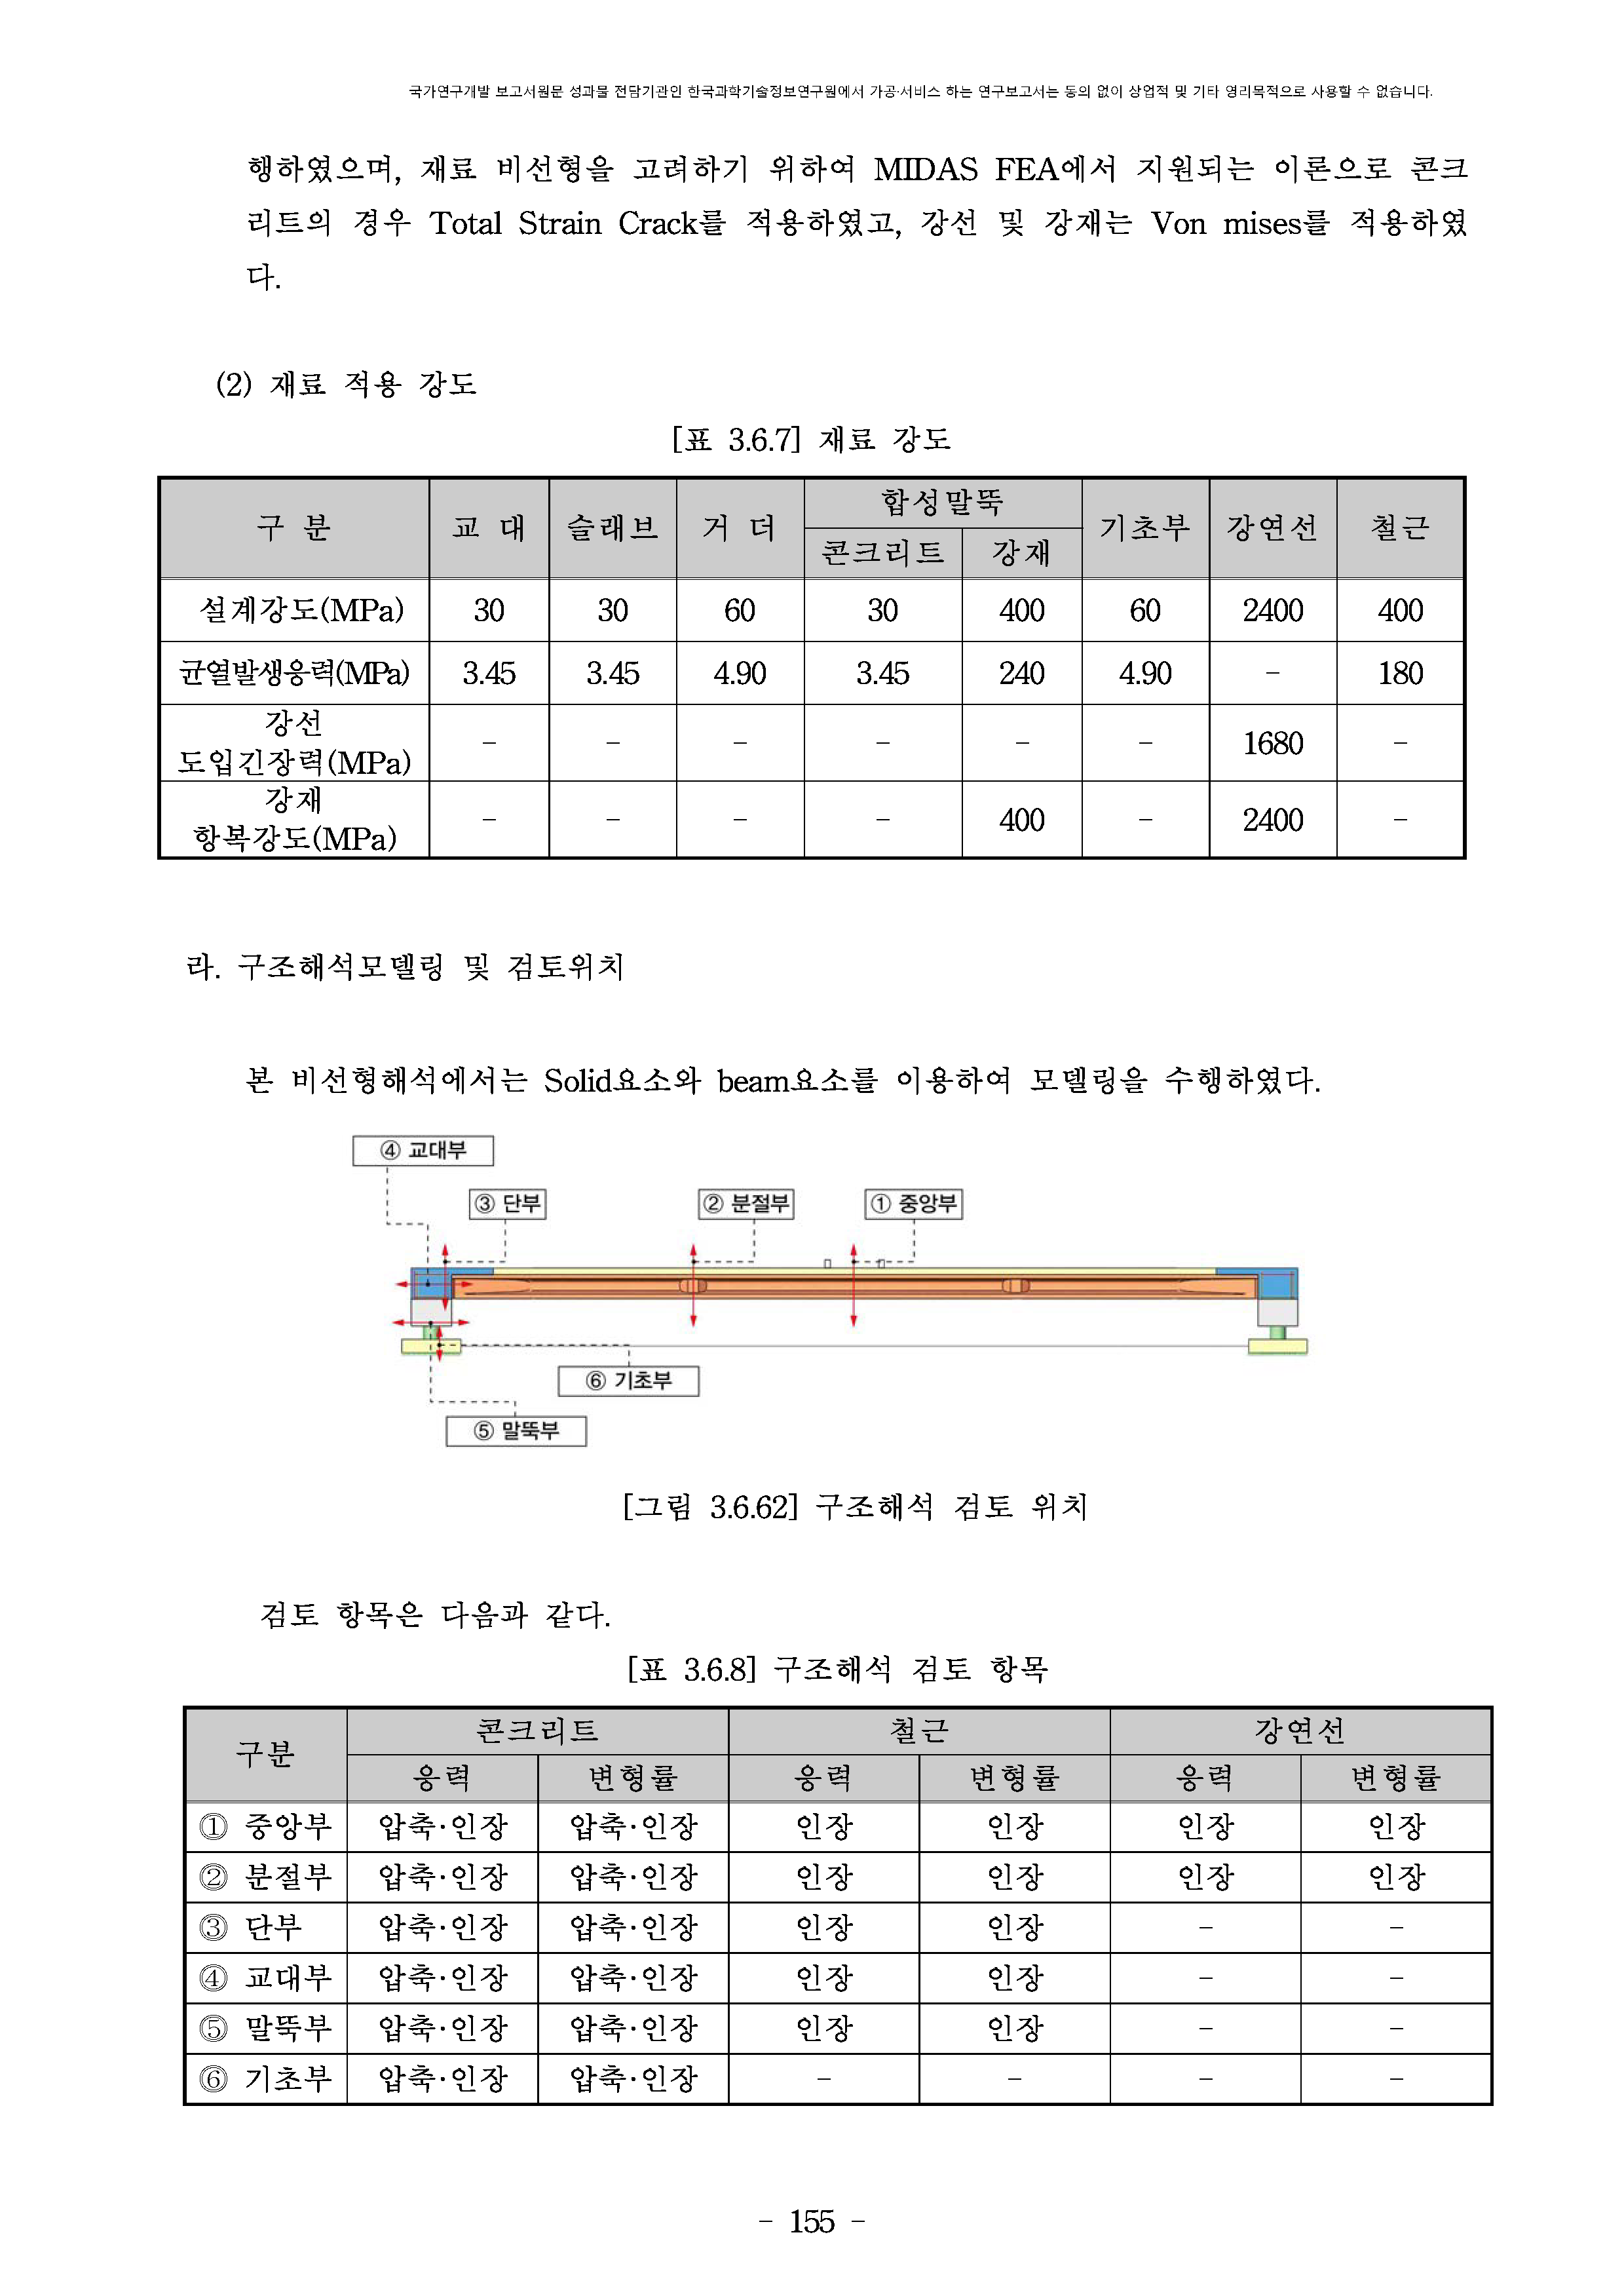 국가연구개발 보고서원문 성과물 전담기관인 한국과학기술정보연구원에서 가공·서비스 하는 연구보고서는 동의 없이 상업적 및 기타 영리목적으로 사용할 수 없습니다.
행하였으며, 재료 비선형을 고려하기 위하여 MIDAS FEA에서 지원되는 이론으로 콘크
리트의 경우 Total Strain Crack를 적용하였고, 강선 및 강재는 Von mises를 적용하였
다.
(2) 재료 적용 강도
[표 3.6.7] 재료 강도
구 분 교 대 슬래브 거 더 합성말뚝 기초부 강연선 철근
콘크리트 강재
설계강도(MPa) 30 30 60 30 400 60 2400 400
균열발생응력(MPa) 3.45 3.45 4.90 3.45 240 4.90 - 180
강선
도입긴장력(MPa) - - - - - - 1680 -
강재
항복강도(MPa) - - - - 400 - 2400 -
라. 구조해석모델링 및 검토위치
본 비선형해석에서는 Solid요소와 beam요소를 이용하여 모델링을 수행하였다.
④ 교대부
③ 단부 ② 분절부 ① 중앙부
⑥ 기초부
⑤ 말뚝부
[그림 3.6.62] 구조해석 검토 위치
검토 항목은 다음과 같다.
[표 3.6.8] 구조해석 검토 항목
구분 콘크리트 철근 강연선
응력 변형률 응력 변형률 응력 변형률
① 중앙부 압축·인장 압축·인장 인장 인장 인장 인장
② 분절부 압축·인장 압축·인장 인장 인장 인장 인장
③ 단부 압축·인장 압축·인장 인장 인장 - -
④ 교대부 압축·인장 압축·인장 인장 인장 - -
⑤ 말뚝부 압축·인장 압축·인장 인장 인장 - -
⑥ 기초부 압축·인장 압축·인장 - - - -
- 155 -